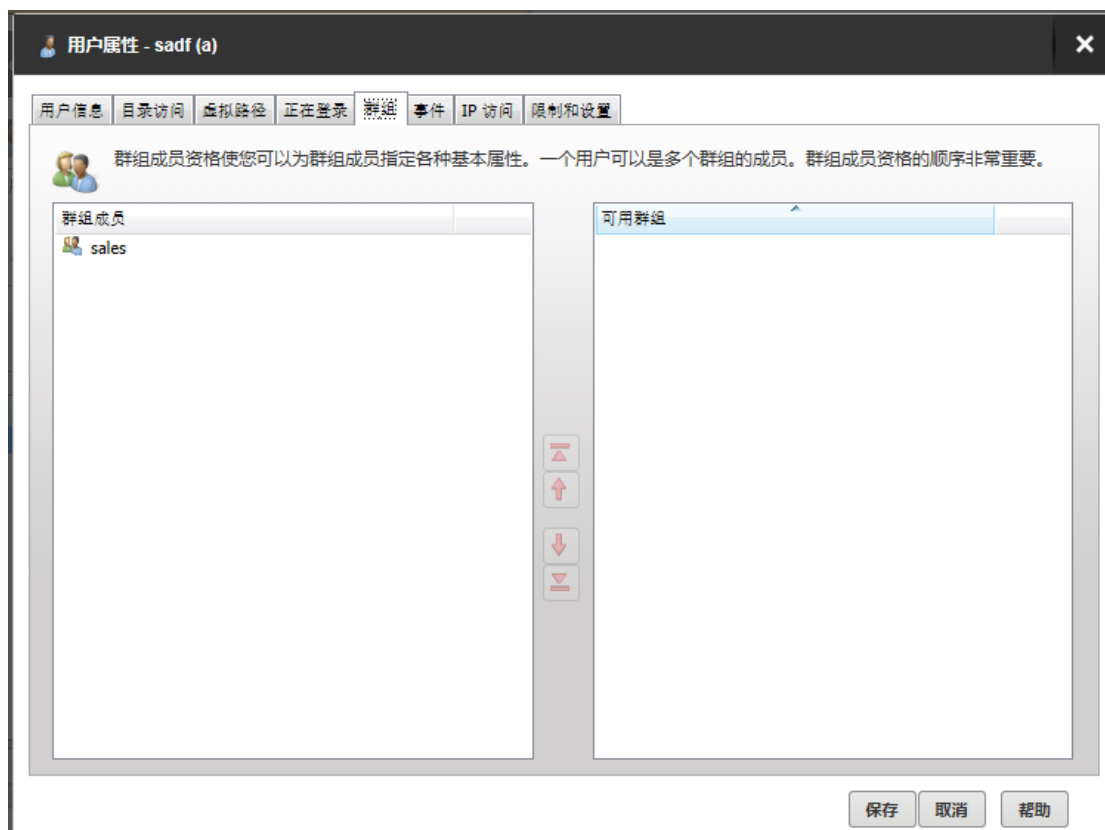 用户属性 - sadf (a)
用户信息 目录访问 虚拟路径 正在登录 群组 事件 IP 访问 限制和设置
群组成员资格使您可以为群组成员指定各种基本属性。一个用户可以是多个群组的成员。群组成员资格的顺序非常重要。
群组成员 可用群组
sales
保存 取消 帮助